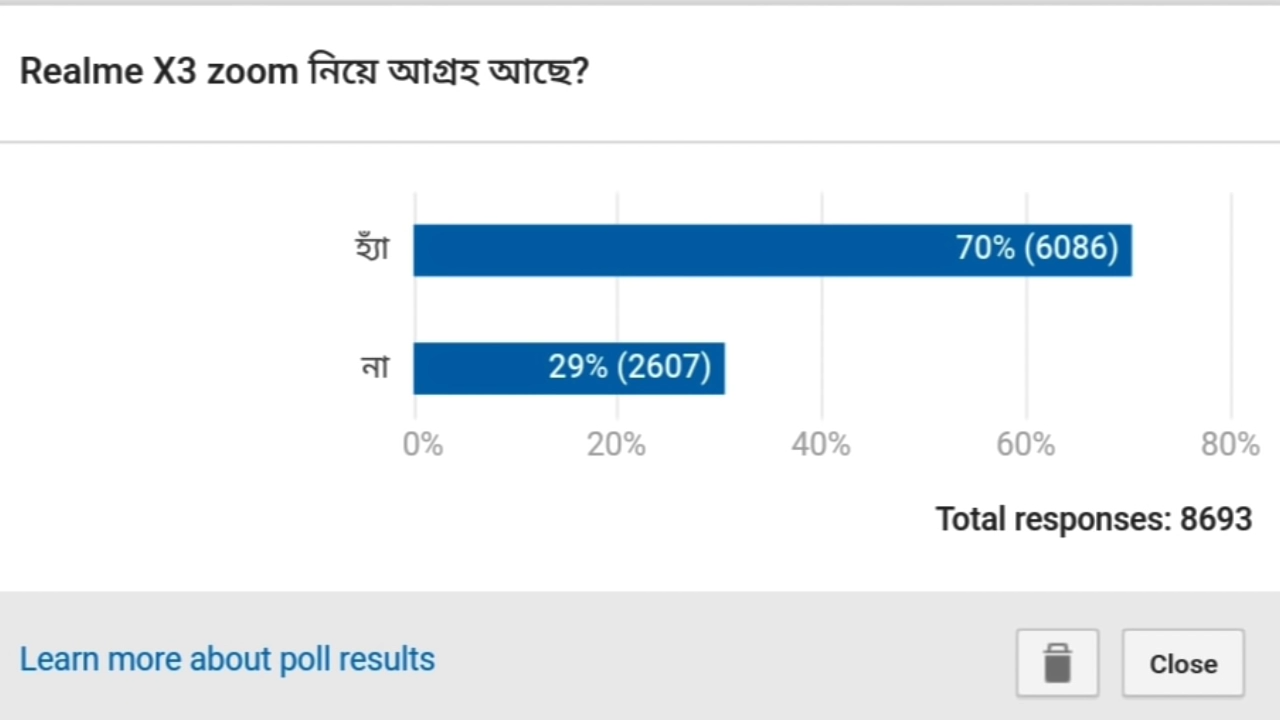 Realme X3 zoom নিয়ে আগ্রহ আছে?
হ্যাঁ 70% (6086)
না 29% (2607)
0% 20% 40% 60% 80%
Total responses: 8693
Learn more about poll results
Close